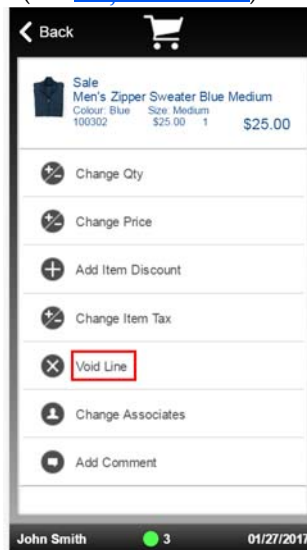 Back
Sale
Men's Zipper Sweater Blue Medium
Colour: Blue Size: Medium
100302 $25.00 1 $25.00
Change Qty
Change Price
Add Item Discount
Change Item Tax
Void Line
Change Associates
Add Comment
John Smith 3 01/27/201